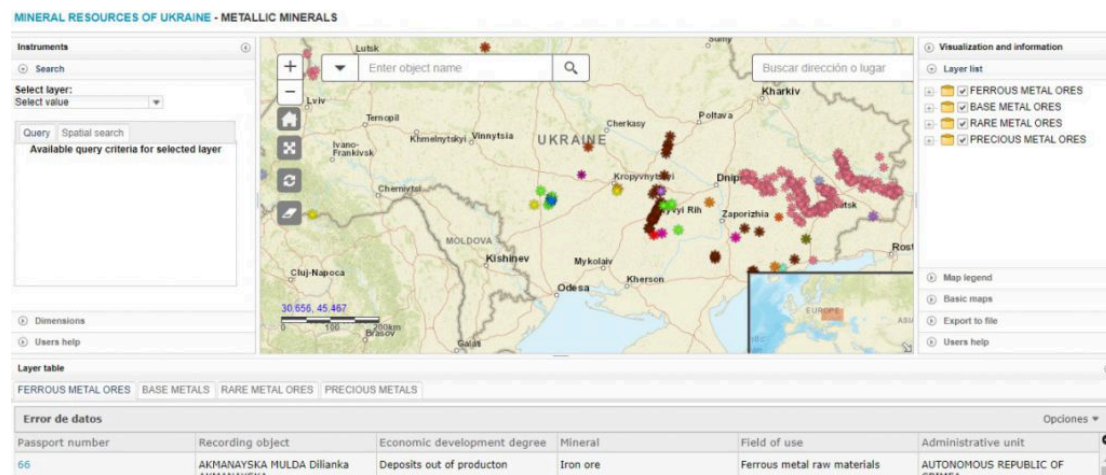 MINERAL RESOURCES OF UKRAINE - METALLIC MINERALS
Instruments
Search
Select layer:
Select value
Query Spatial search
Available query criteria for selected layer
Dimensions
Users help
Enter object name
Buscar dirección o lugar
Lutsk
Sumy
Lviv
Kharkiv
Ternopil
Khmelnytskyi
Vinnytsia
Cherkasy
Poltava
UKRAINE
Ivano-
Frankivsk
Kropyvnytskyi
Chernivtsi
Zaporizhia
MOLDOVA
Kishinev
Mykolaiv
Rost
Cluj-Napoca
Kherson
Odesa
30.656, 45.467
0 100 200km
Brasov
Galati
EUROPE
Visualization and information
Layer list
FERROUS METAL ORES
BASE METAL ORES
RARE METAL ORES
PRECIOUS METAL ORES
Map legend
Basic maps
Export to file
Users help
Layer table
FERROUS METAL ORES BASE METALS RARE METAL ORES PRECIOUS METALS
Error de datos Opciones
Passport number Recording object Economic development degree Mineral Field of use Administrative unit
66 AKMANAYSKA MULDA Dilianka Deposits out of producton Iron ore Ferrous metal raw materials AUTONOMOUS REPUBLIC OF